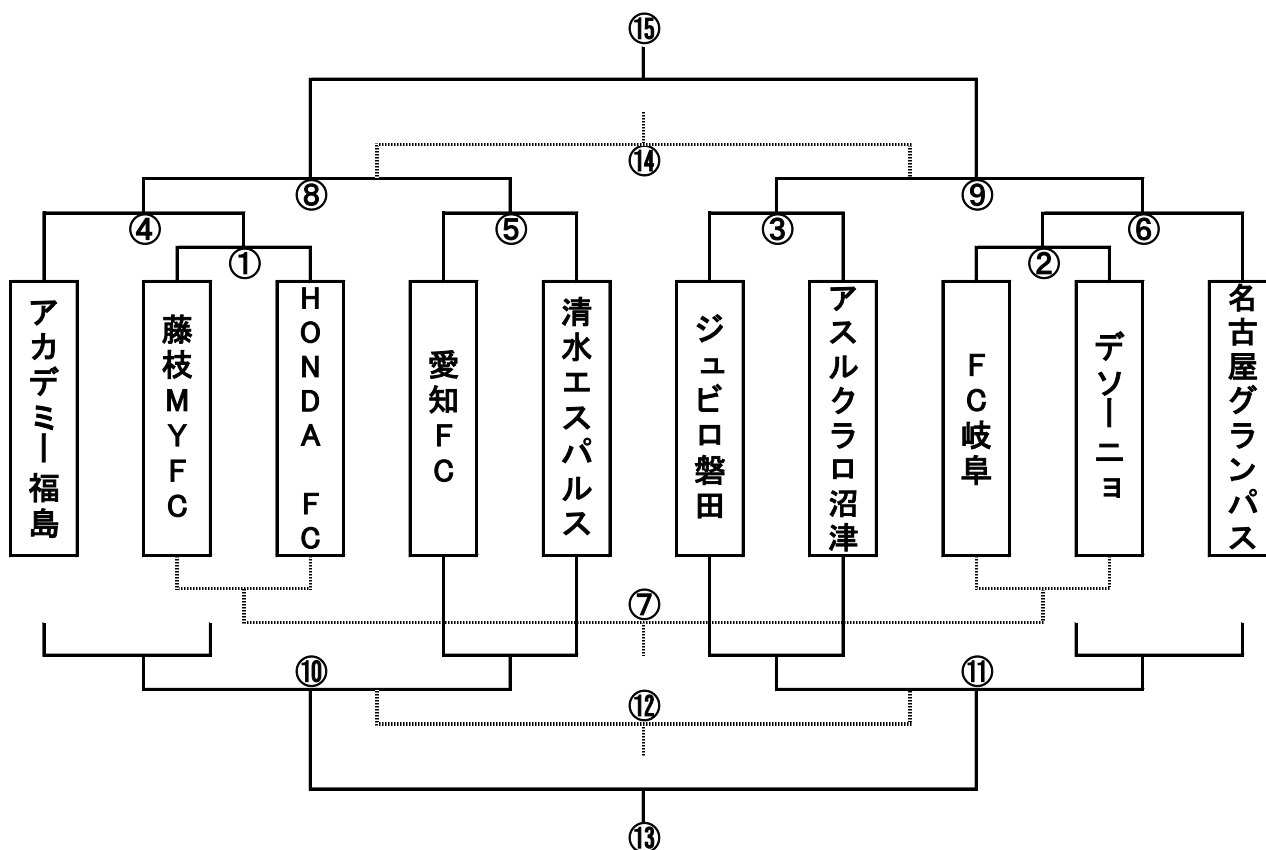 ⑮
⑭
⑧
⑨
④
⑤
③
⑥
①
②
アカデミー福島
藤枝MYFC
HONDA FC
愛知FC
清水エスパルス
ジュビロ磐田
アスルクラロ沼津
FC岐阜
デソーニョ
名古屋グランパス
⑦
⑩
⑪
⑫
⑬